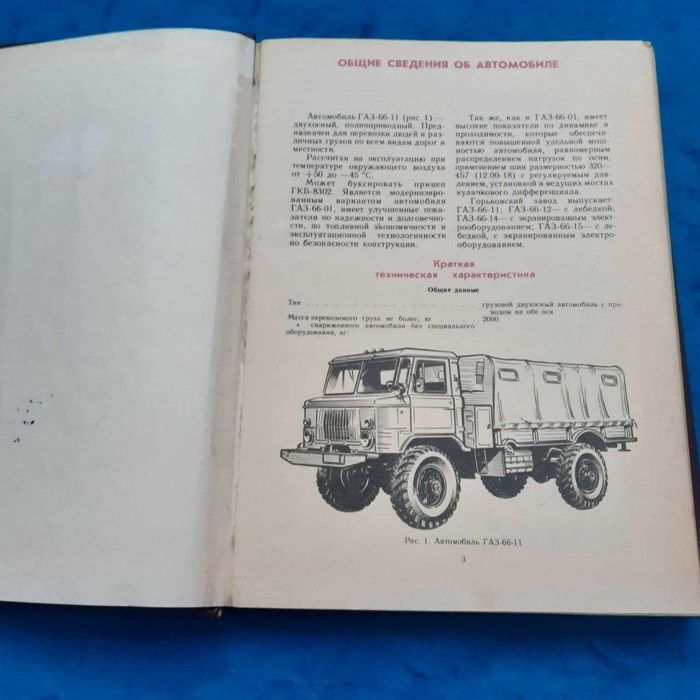 ОБЩИЕ СВЕДЕНИЯ ОБ АВТОМОБИЛЕ
Автомобиль ГАЗ-66-11 (рис. 1) —
двухосный, полноприводный. Пред-
назначен для перевозки людей и раз-
личных грузов по всем видам дорог и
местности.
Рассчитан на эксплуатацию при
температуре окружающего воздуха
от +50 до —45 °С.
Может буксировать прицеп
ГКБ-8302. Является модернизиро-
ванным вариантом автомобиля
ГАЗ-66-01, имеет улучшенные пока-
затели по надежности и долговечно-
сти, по топливной экономичности и
эксплуатационной технологичности
по безопасности конструкции.
Так же, как и ГАЗ-66-01, имеет
высокие показатели по динамике и
проходимости, которые обеспечи-
ваются повышенной удельной мощ-
ностью автомобиля, равномерным
распределением нагрузок по осям,
применением шин размерностью 320—
457 (12.00-18) с регулируемым дав-
лением, установкой в ведущих мостах
кулачкового дифференциала.
Горьковский завод выпускает:
ГАЗ-66-11; ГАЗ-66-12— с лебедкой;
ГАЗ-66-14— с экранированным элект-
рооборудованием; ГАЗ-66-15— с ле-
бедкой, с экранированным электро-
оборудованием.
Краткая
техническая характеристика
Общие данные
Тип . . . . . . . . . . . . . . . . . . грузовой двухосный автомобиль с при-
водом на обе оси
Масса перевозимого груза не более, кг . . . . . . 2000
» снаряженного автомобиля без специального
оборудования, кг:
Рис. 1. Автомобиль ГАЗ-66-11
3